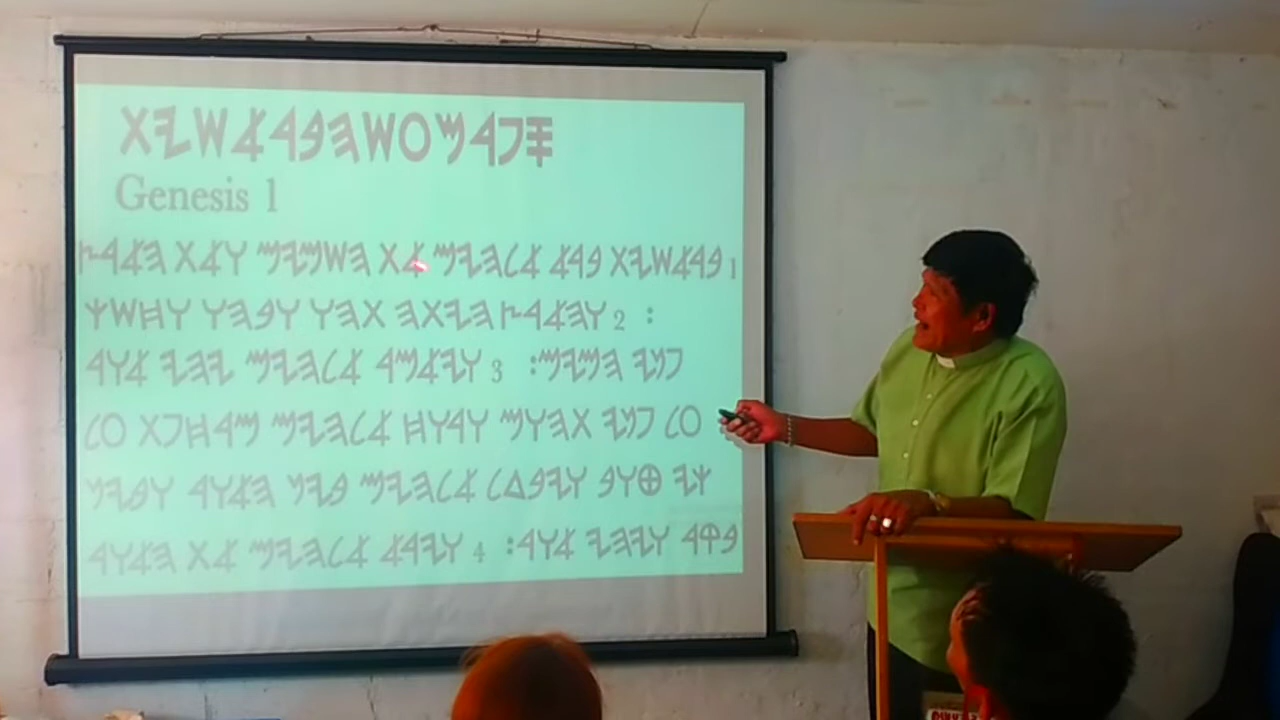 𐤎𐤐𐤓𐤌𐤏𐤔𐤄𐤁𐤓𐤀𐤔𐤉𐤕
Genesis 1
1 𐤁𐤓𐤀𐤔𐤉𐤕 𐤁𐤓𐤀 𐤀𐤋𐤄𐤉𐤌 𐤀𐤕 𐤄𐤔𐤌𐤉𐤌 𐤅𐤀𐤕 𐤄𐤀𐤓𐤑
: 2 𐤅𐤄𐤀𐤓𐤑 𐤄𐤉𐤕𐤄 𐤕𐤄𐤅 𐤅𐤁𐤄𐤅 𐤅𐤇𐤔𐤊
𐤐𐤍𐤉 𐤄𐤌𐤉𐤌: 3 𐤅𐤉𐤀𐤌𐤓 𐤀𐤋𐤄𐤉𐤌 𐤉𐤄𐤉 𐤀𐤅𐤓
𐤏𐤋 𐤐𐤍𐤉 𐤕𐤄𐤅𐤌 𐤅𐤓𐤅𐤇 𐤀𐤋𐤄𐤉𐤌 𐤌𐤓𐤇𐤐𐤕 𐤏𐤋
𐤊𐤉 𐤈𐤅𐤁 𐤅𐤉𐤁𐤃𐤋 𐤀𐤋𐤄𐤉𐤌 𐤁𐤉𐤍 𐤄𐤀𐤅𐤓 𐤅𐤁𐤉𐤍
𐤁𐤒𐤓 𐤅𐤉𐤄𐤉 𐤀𐤅𐤓: 4 𐤅𐤉𐤓𐤀 𐤀𐤋𐤄𐤉𐤌 𐤀𐤕 𐤄𐤀𐤅𐤓